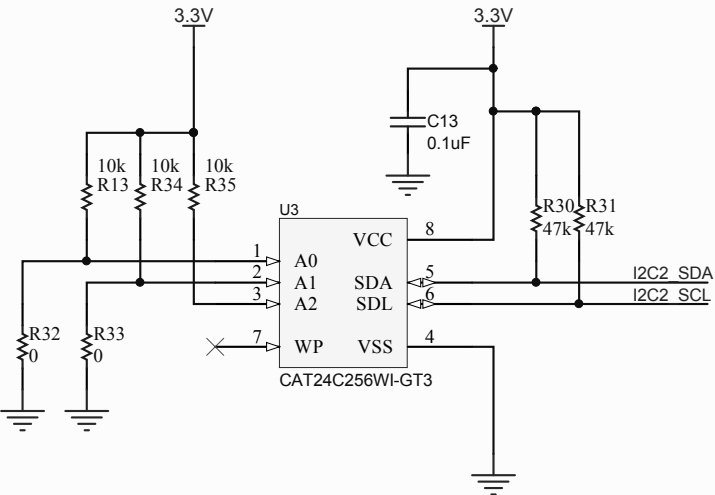 3.3V
3.3V
C13
0.1uF
10k
R13
10k
R34
10k
R35
U3
R30
47k
R31
47k
VCC
8
1
A0
2
A1
SDA
5
I2C2_SDA
3
A2
SDL
6
I2C2_SCL
R32
0
R33
0
7
WP
VSS
4
CAT24C256WI-GT3